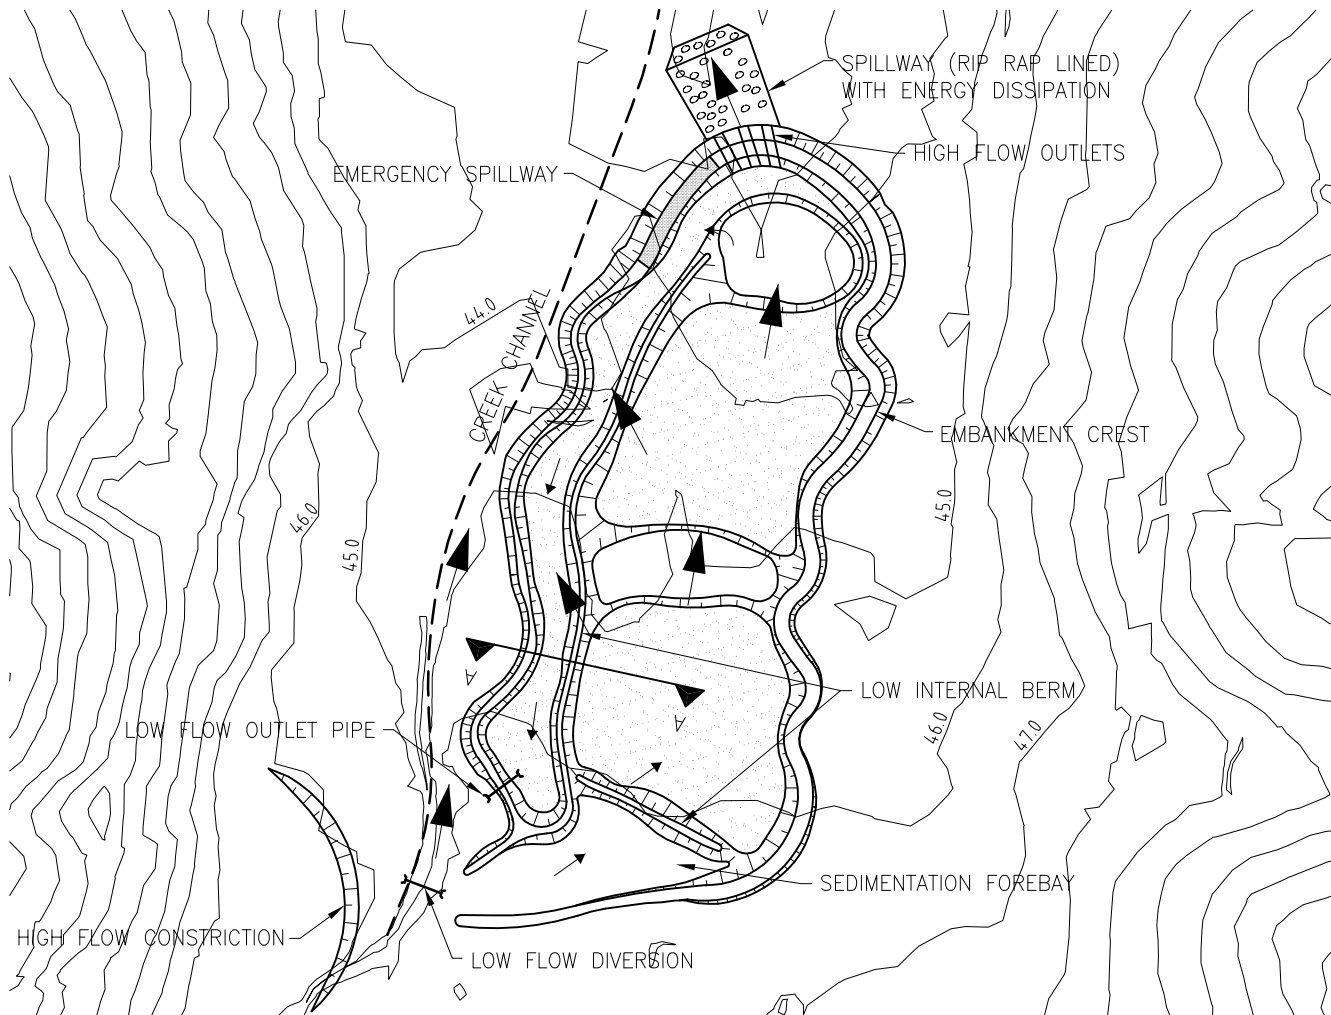 SPILLWAY (RIP RAP LINED)
WITH ENERGY DISSIPATION
HIGH FLOW OUTLETS
EMERGENCY SPILLWAY
44.0
CREEK CHANNEL
EMBANKMENT CREST
46.0
45.0
45.0
A
A
LOW INTERNAL BERM
LOW FLOW OUTLET PIPE
46.0
47.0
SEDIMENTATION FOREBAY
HIGH FLOW CONSTRICTION
LOW FLOW DIVERSION